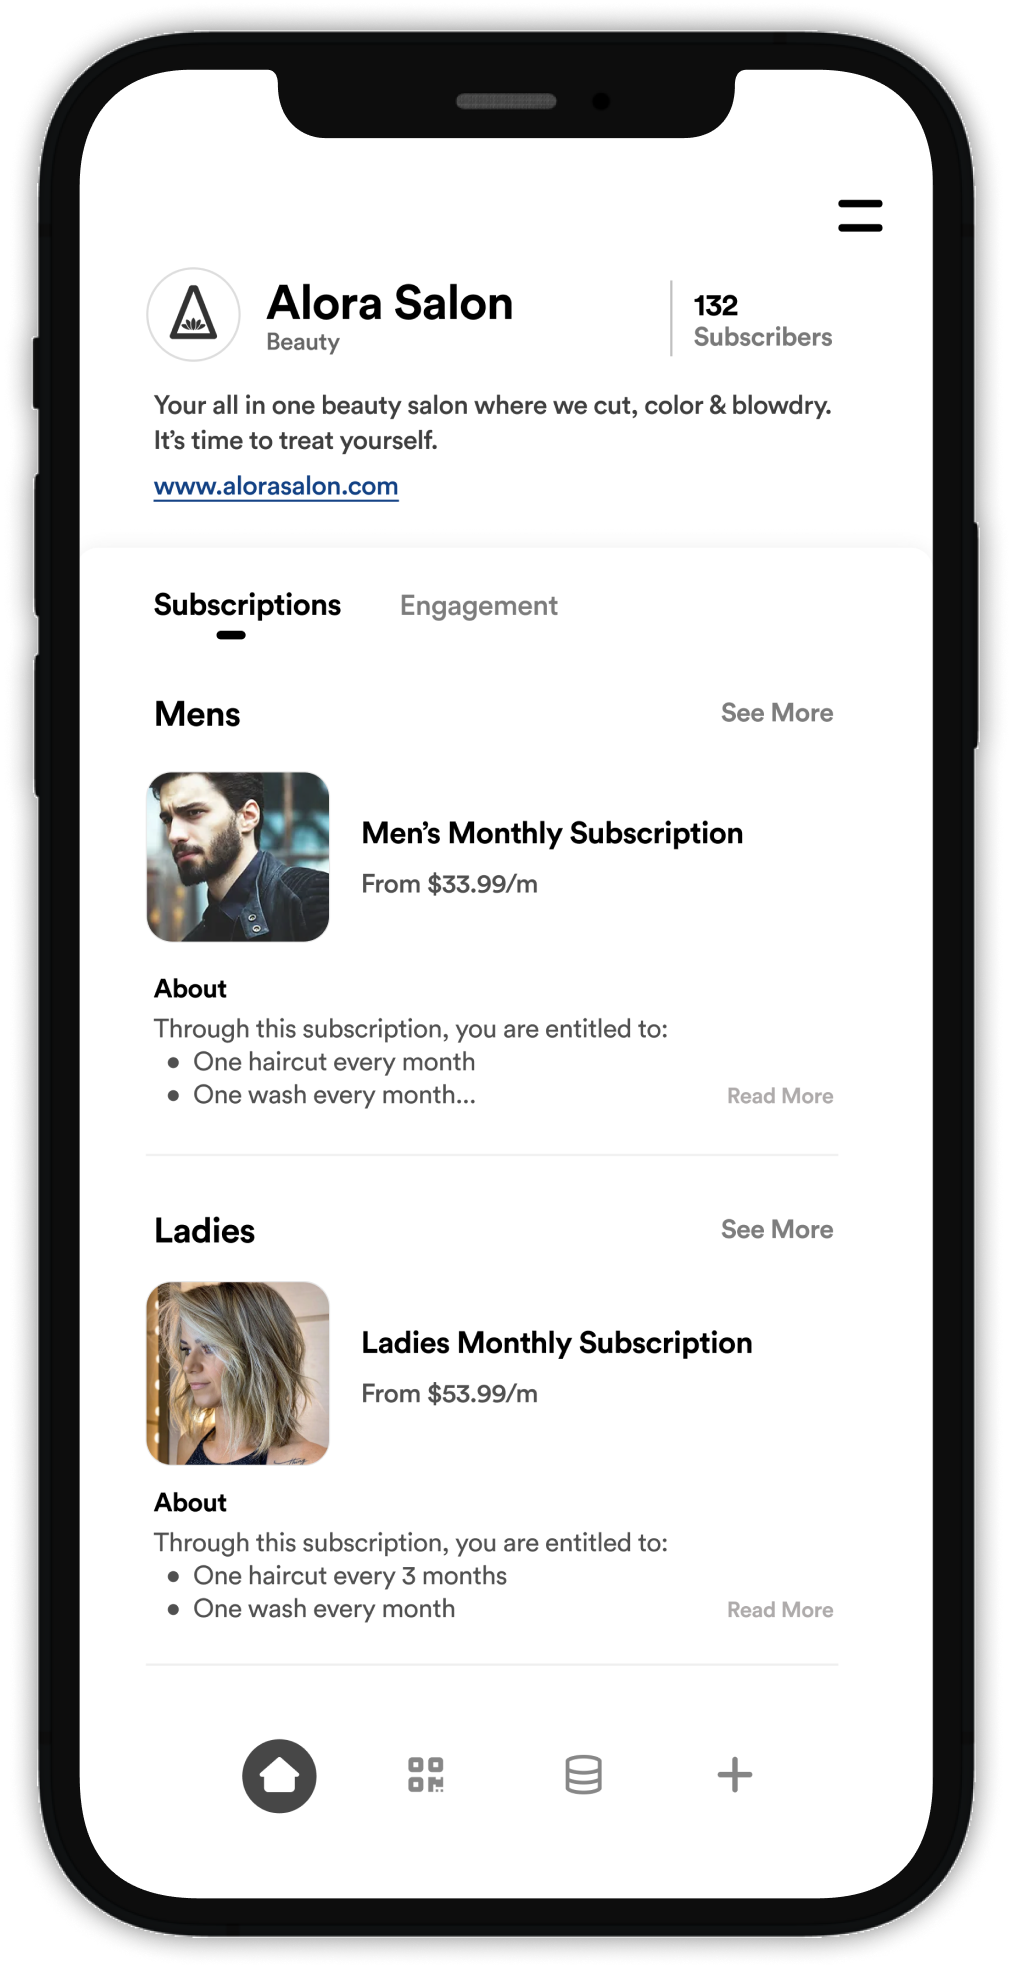 Alora Salon
Beauty
132
Subscribers
Your all in one beauty salon where we cut, color & blowdry.
It’s time to treat yourself.
www.alorasalon.com
Subscriptions Engagement
Mens See More
Men’s Monthly Subscription
From $33.99/m
About
Through this subscription, you are entitled to:
• One haircut every month
• One wash every month... Read More
Ladies See More
Ladies Monthly Subscription
From $53.99/m
About
Through this subscription, you are entitled to:
• One haircut every 3 months
• One wash every month Read More